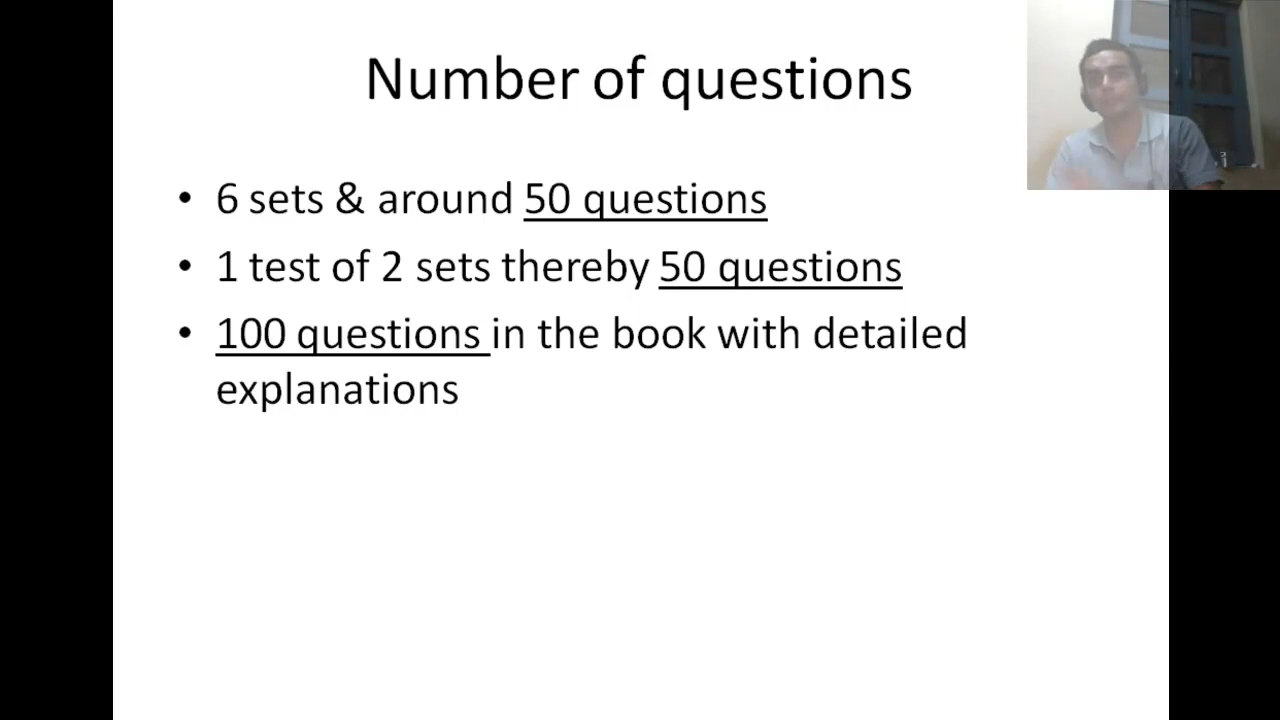 Number of questions
• 6 sets & around 50 questions
• 1 test of 2 sets thereby 50 questions
• 100 questions in the book with detailed
explanations